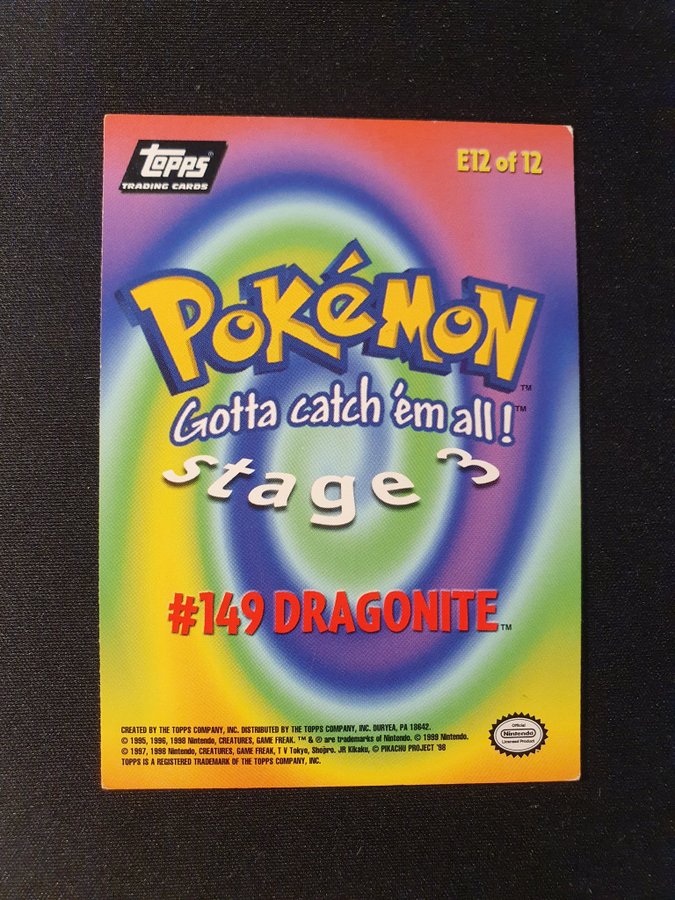 topps®
TRADING CARDS
E12 of 12
POKéMON™
Gotta catch 'em all!™
stage 3
#149 DRAGONITE™
CREATED BY THE TOPPS COMPANY, INC. DISTRIBUTED BY THE TOPPS COMPANY, INC. DURYEA, PA 18642.
© 1995, 1996, 1998 Nintendo, CREATURES, GAME FREAK. ™ & ® are trademarks of Nintendo. © 1999 Nintendo.
© 1997, 1998 Nintendo, CREATURES, GAME FREAK, T V Tokyo, Shopro. JR Kikaku, © PIKACHU PROJECT '98
TOPPS IS A REGISTERED TRADEMARK OF THE TOPPS COMPANY, INC.
Official
Nintendo
Licensed Product